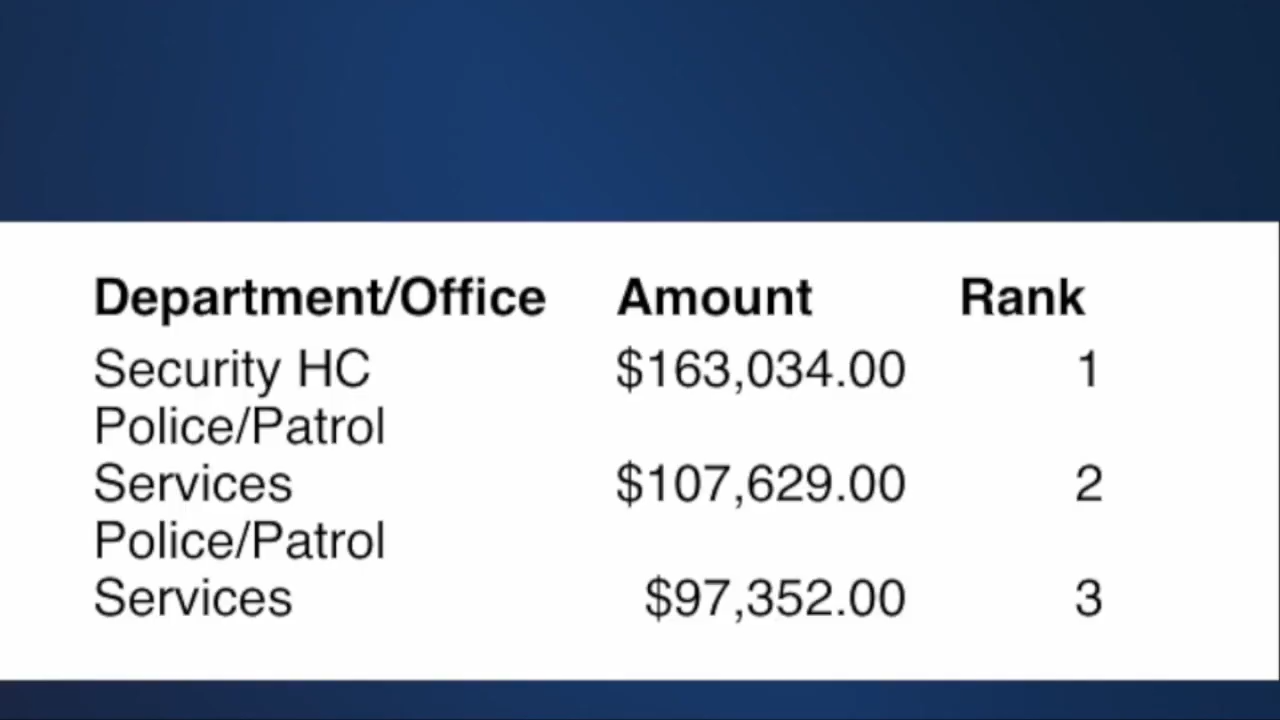 Department/Office Amount Rank
Security HC $163,034.00 1
Police/Patrol
Services $107,629.00 2
Police/Patrol
Services $97,352.00 3